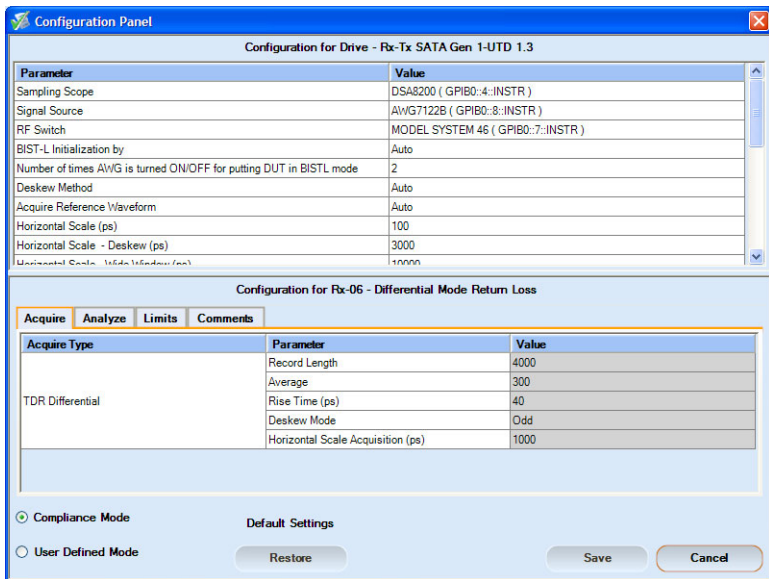 Configuration Panel
Configuration for Drive - Rx-Tx SATA Gen 1-UTD 1.3
Parameter Value
Sampling Scope DSA8200 ( GPIB0::4::INSTR )
Signal Source AWG7122B ( GPIB0::8::INSTR )
RF Switch MODEL SYSTEM 46 ( GPIB0::7::INSTR )
BIST-L Initialization by Auto
Number of times AWG is turned ON/OFF for putting DUT in BISTL mode 2
Deskew Method Auto
Acquire Reference Waveform Auto
Horizontal Scale (ps) 100
Horizontal Scale - Deskew (ps) 3000
Horizontal Scale - Wide Window (ps) 10000
Configuration for Rx-06 - Differential Mode Return Loss
Acquire Analyze Limits Comments
Acquire Type Parameter Value
Record Length 4000
Average 300
TDR Differential Rise Time (ps) 40
Deskew Mode Odd
Horizontal Scale Acquisition (ps) 1000
Compliance Mode Default Settings
User Defined Mode Restore Save Cancel